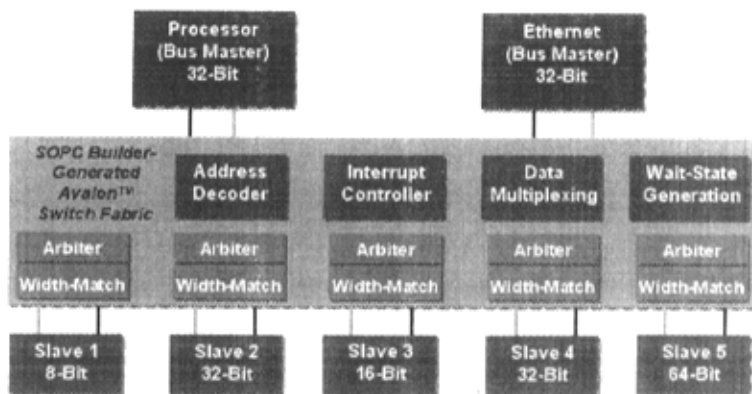 Processor
(Bus Master)
32-Bit
Ethernet
(Bus Master)
32-Bit
SOPC Builder-
Generated
Avalon™
Switch Fabric
Address
Decoder
Interrupt
Controller
Data
Multiplexing
Wait-State
Generation
Arbiter
Width-Match
Arbiter
Width-Match
Arbiter
Width-Match
Arbiter
Width-Match
Arbiter
Width-Match
Slave 1
8-Bit
Slave 2
32-Bit
Slave 3
16-Bit
Slave 4
32-Bit
Slave 5
64-Bit